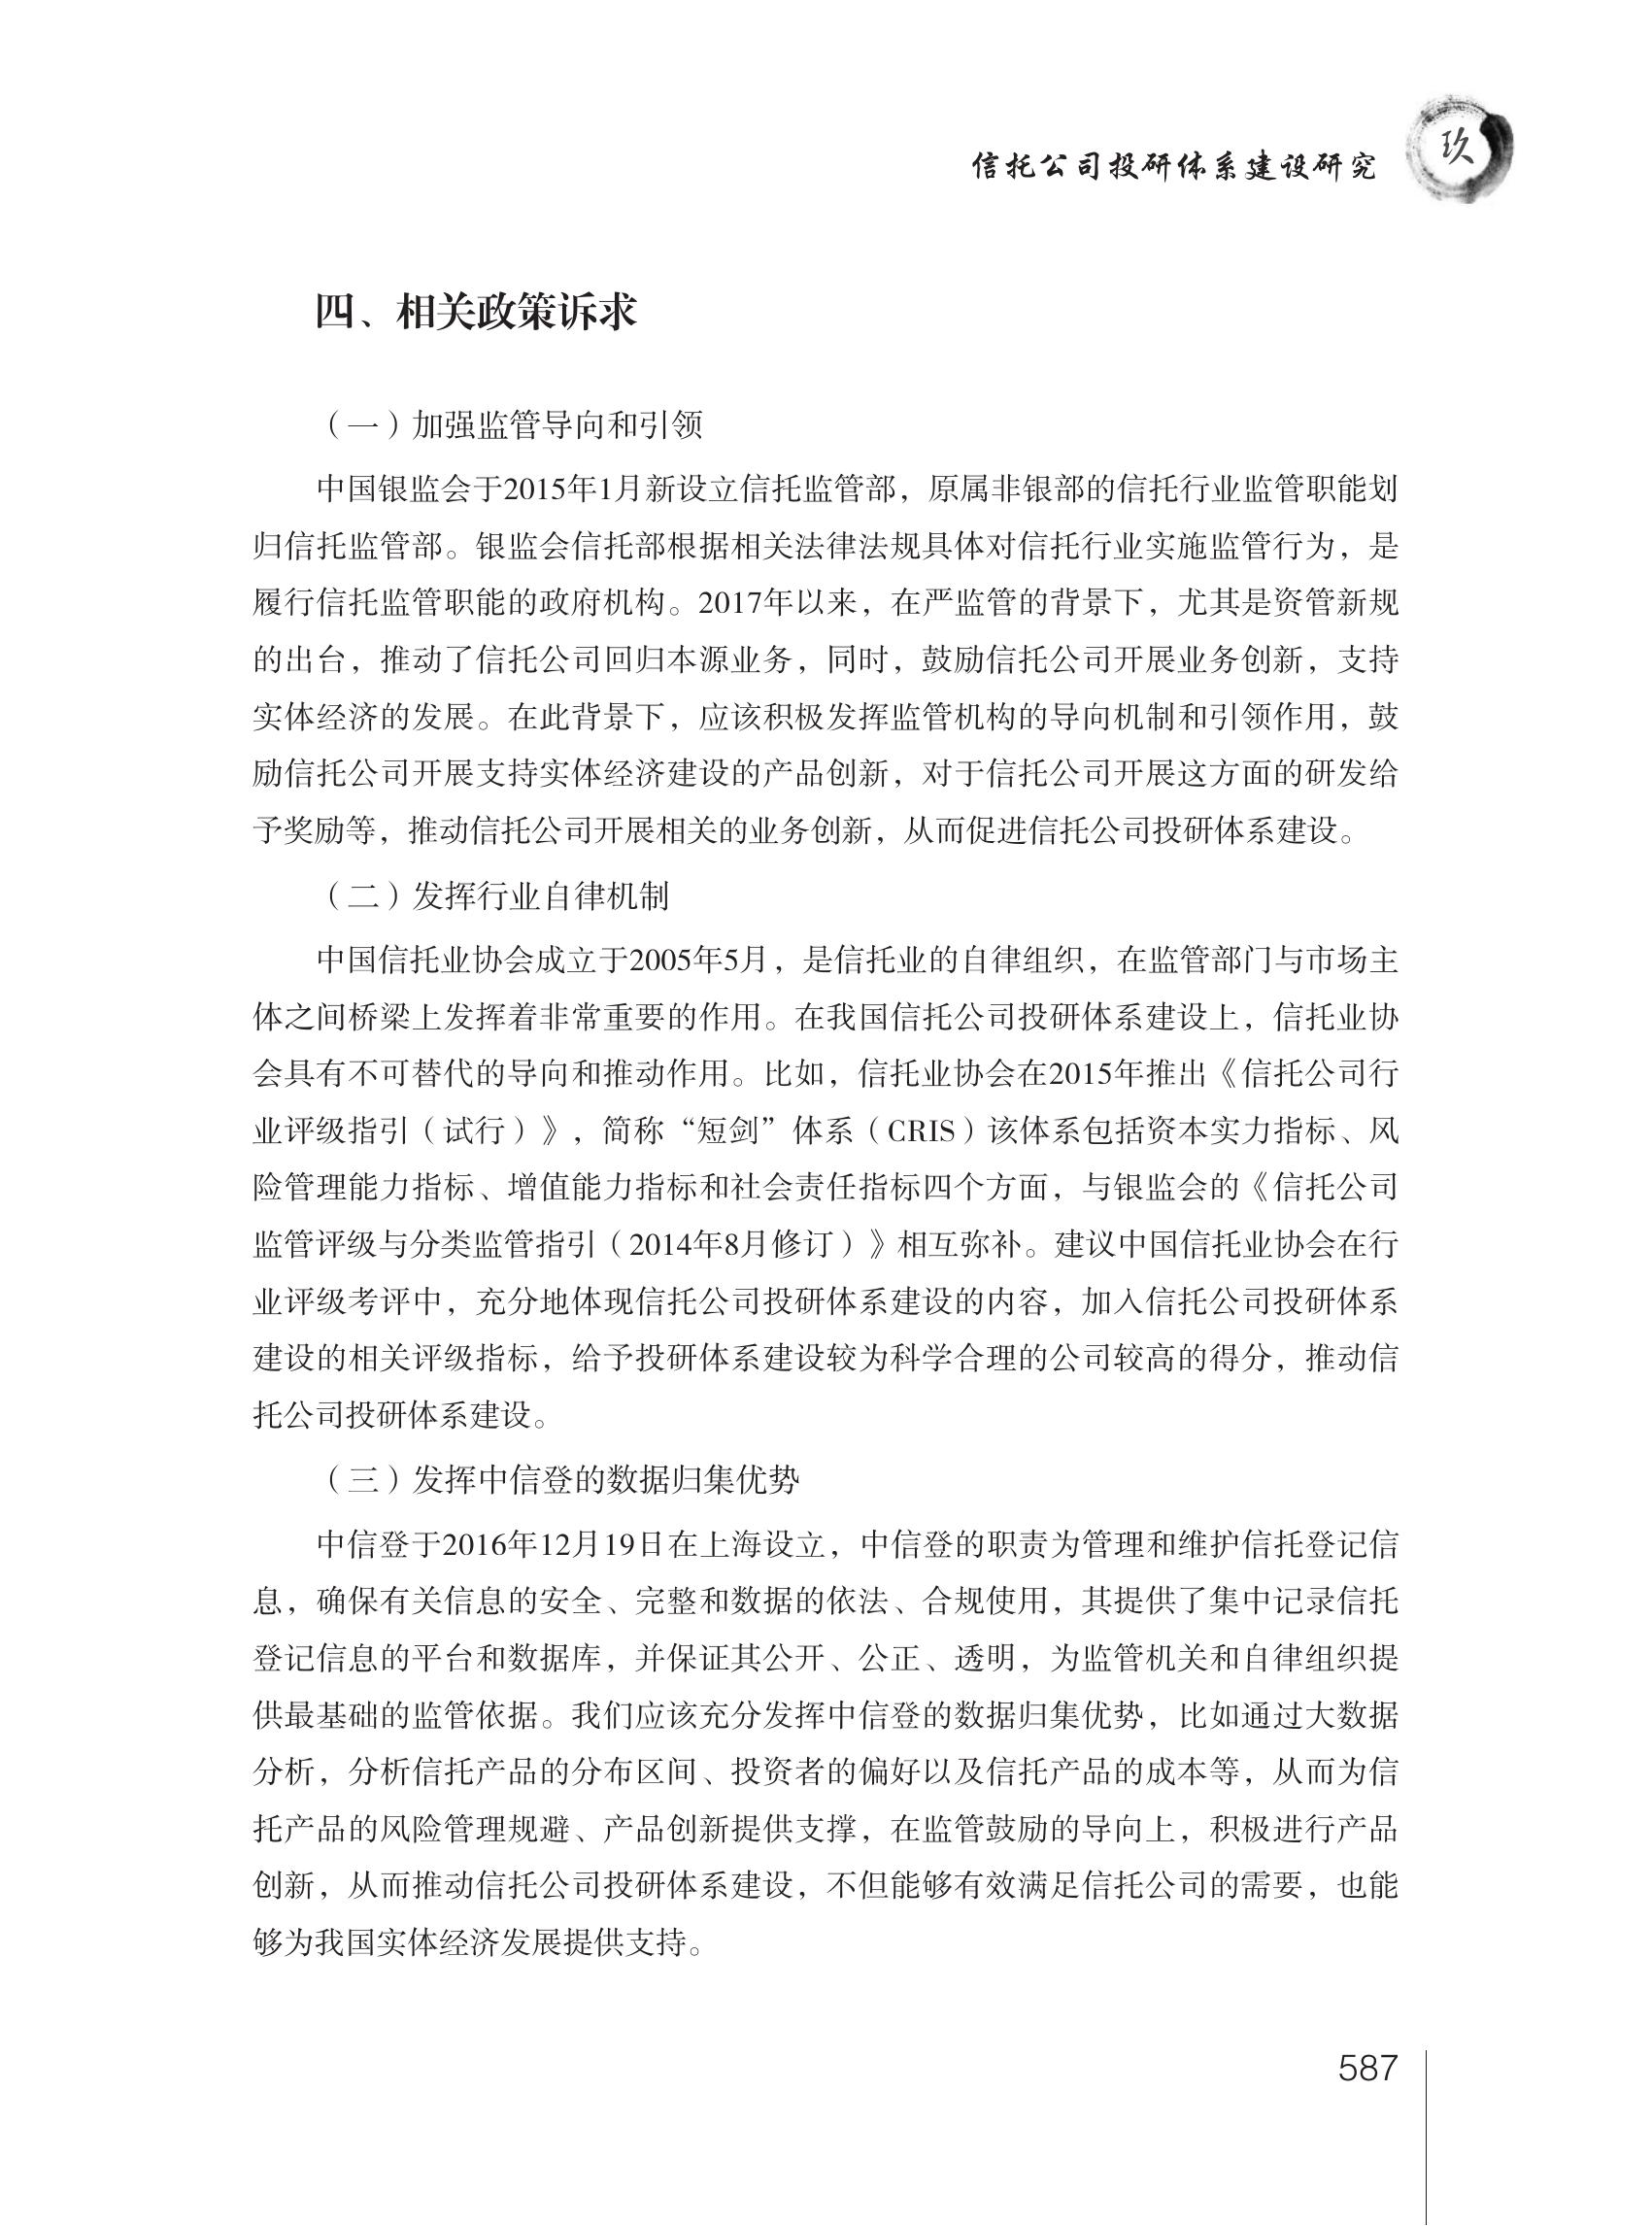 信托公司投研体系建设研究
玖
四、相关政策诉求
（一）加强监管导向和引领
中国银监会于2015年1月新设立信托监管部，原属非银部的信托行业监管职能划
归信托监管部。银监会信托部根据相关法律法规具体对信托行业实施监管行为，是
履行信托监管职能的政府机构。2017年以来，在严监管的背景下，尤其是资管新规
的出台，推动了信托公司回归本源业务，同时，鼓励信托公司开展业务创新，支持
实体经济的发展。在此背景下，应该积极发挥监管机构的导向机制和引领作用，鼓
励信托公司开展支持实体经济建设的产品创新，对于信托公司开展这方面的研发给
予奖励等，推动信托公司开展相关的业务创新，从而促进信托公司投研体系建设。
（二）发挥行业自律机制
中国信托业协会成立于2005年5月，是信托业的自律组织，在监管部门与市场主
体之间桥梁上发挥着非常重要的作用。在我国信托公司投研体系建设上，信托业协
会具有不可替代的导向和推动作用。比如，信托业协会在2015年推出《信托公司行
业评级指引（试行）》，简称“短剑”体系（CRIS）该体系包括资本实力指标、风
险管理能力指标、增值能力指标和社会责任指标四个方面，与银监会的《信托公司
监管评级与分类监管指引（2014年8月修订）》相互弥补。建议中国信托业协会在行
业评级考评中，充分地体现信托公司投研体系建设的内容，加入信托公司投研体系
建设的相关评级指标，给予投研体系建设较为科学合理的公司较高的得分，推动信
托公司投研体系建设。
（三）发挥中信登的数据归集优势
中信登于2016年12月19日在上海设立，中信登的职责为管理和维护信托登记信
息，确保有关信息的安全、完整和数据的依法、合规使用，其提供了集中记录信托
登记信息的平台和数据库，并保证其公开、公正、透明，为监管机关和自律组织提
供最基础的监管依据。我们应该充分发挥中信登的数据归集优势，比如通过大数据
分析，分析信托产品的分布区间、投资者的偏好以及信托产品的成本等，从而为信
托产品的风险管理规避、产品创新提供支撑，在监管鼓励的导向上，积极进行产品
创新，从而推动信托公司投研体系建设，不但能够有效满足信托公司的需要，也能
够为我国实体经济发展提供支持。
587